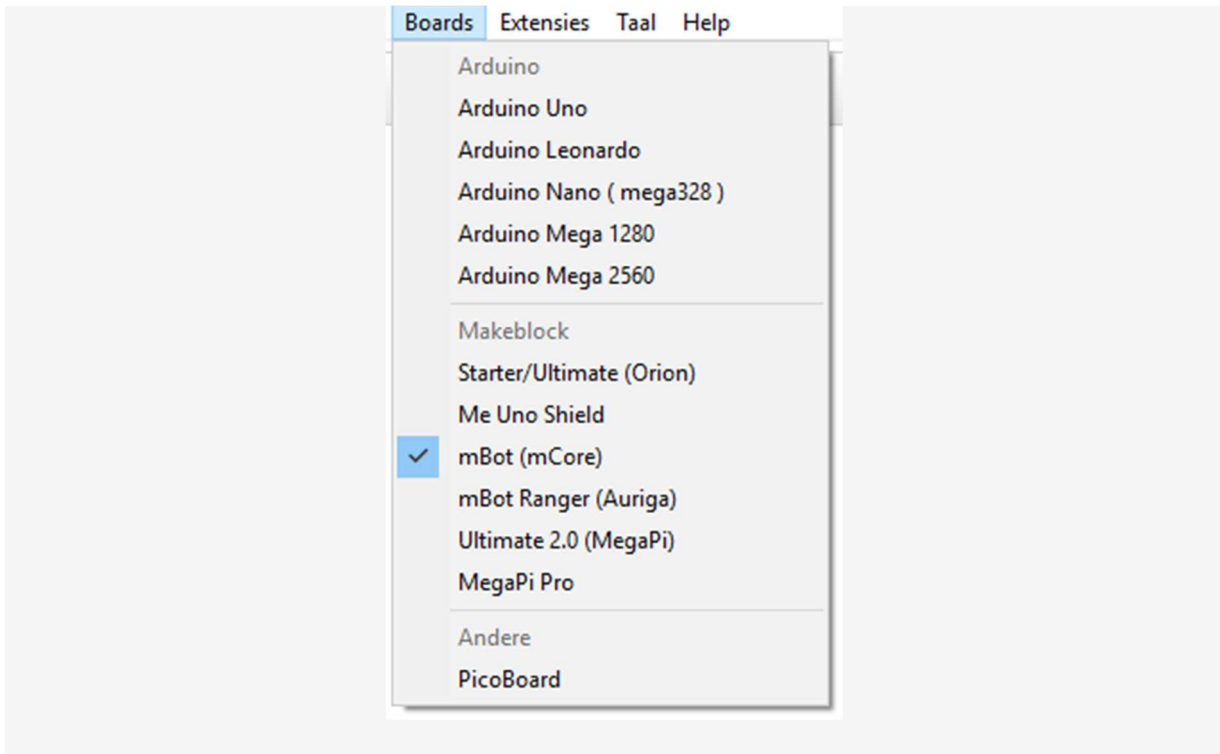 Boards Extensies Taal Help
Arduino
Arduino Uno
Arduino Leonardo
Arduino Nano ( mega328 )
Arduino Mega 1280
Arduino Mega 2560
Makeblock
Starter/Ultimate (Orion)
Me Uno Shield
mBot (mCore)
mBot Ranger (Auriga)
Ultimate 2.0 (MegaPi)
MegaPi Pro
Andere
PicoBoard